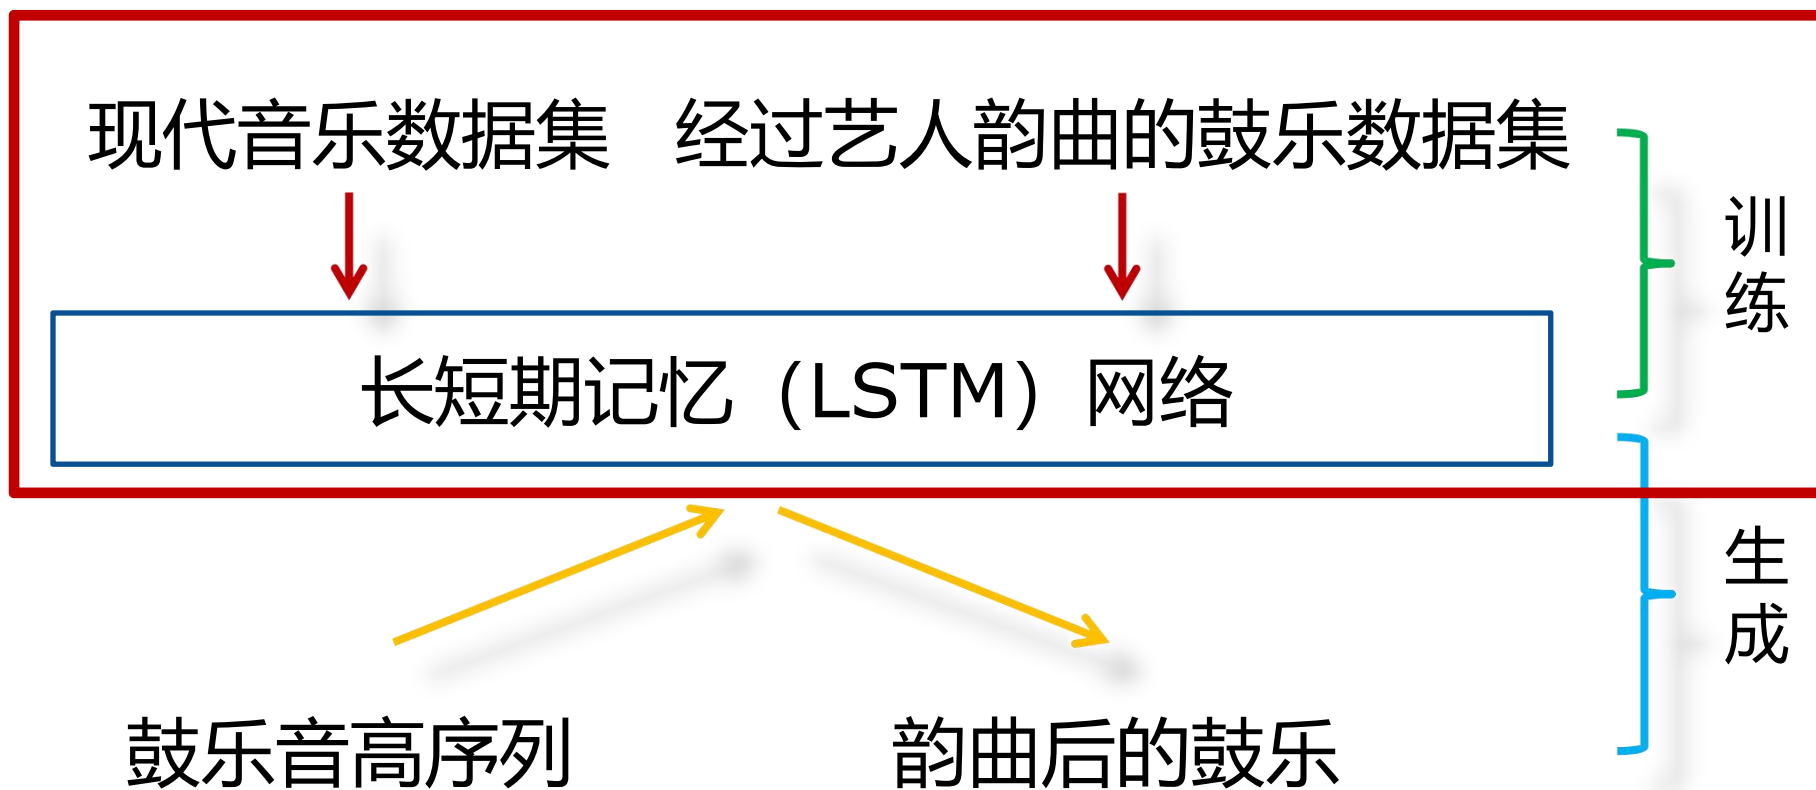 现代音乐数据集
经过艺人韵曲的鼓乐数据集
训练
长短期记忆（LSTM）网络
生成
鼓乐音高序列
韵曲后的鼓乐